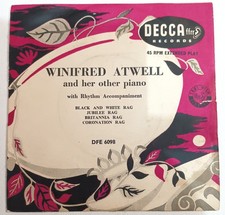 DECCA
RECORDS
45 RPM EXTENDED PLAY
WINIFRED ATWELL
and her other piano
with Rhythm Accompaniment
BLACK AND WHITE RAG
JUBILEE RAG
BRITANNIA RAG
CORONATION RAG
DFE 6098